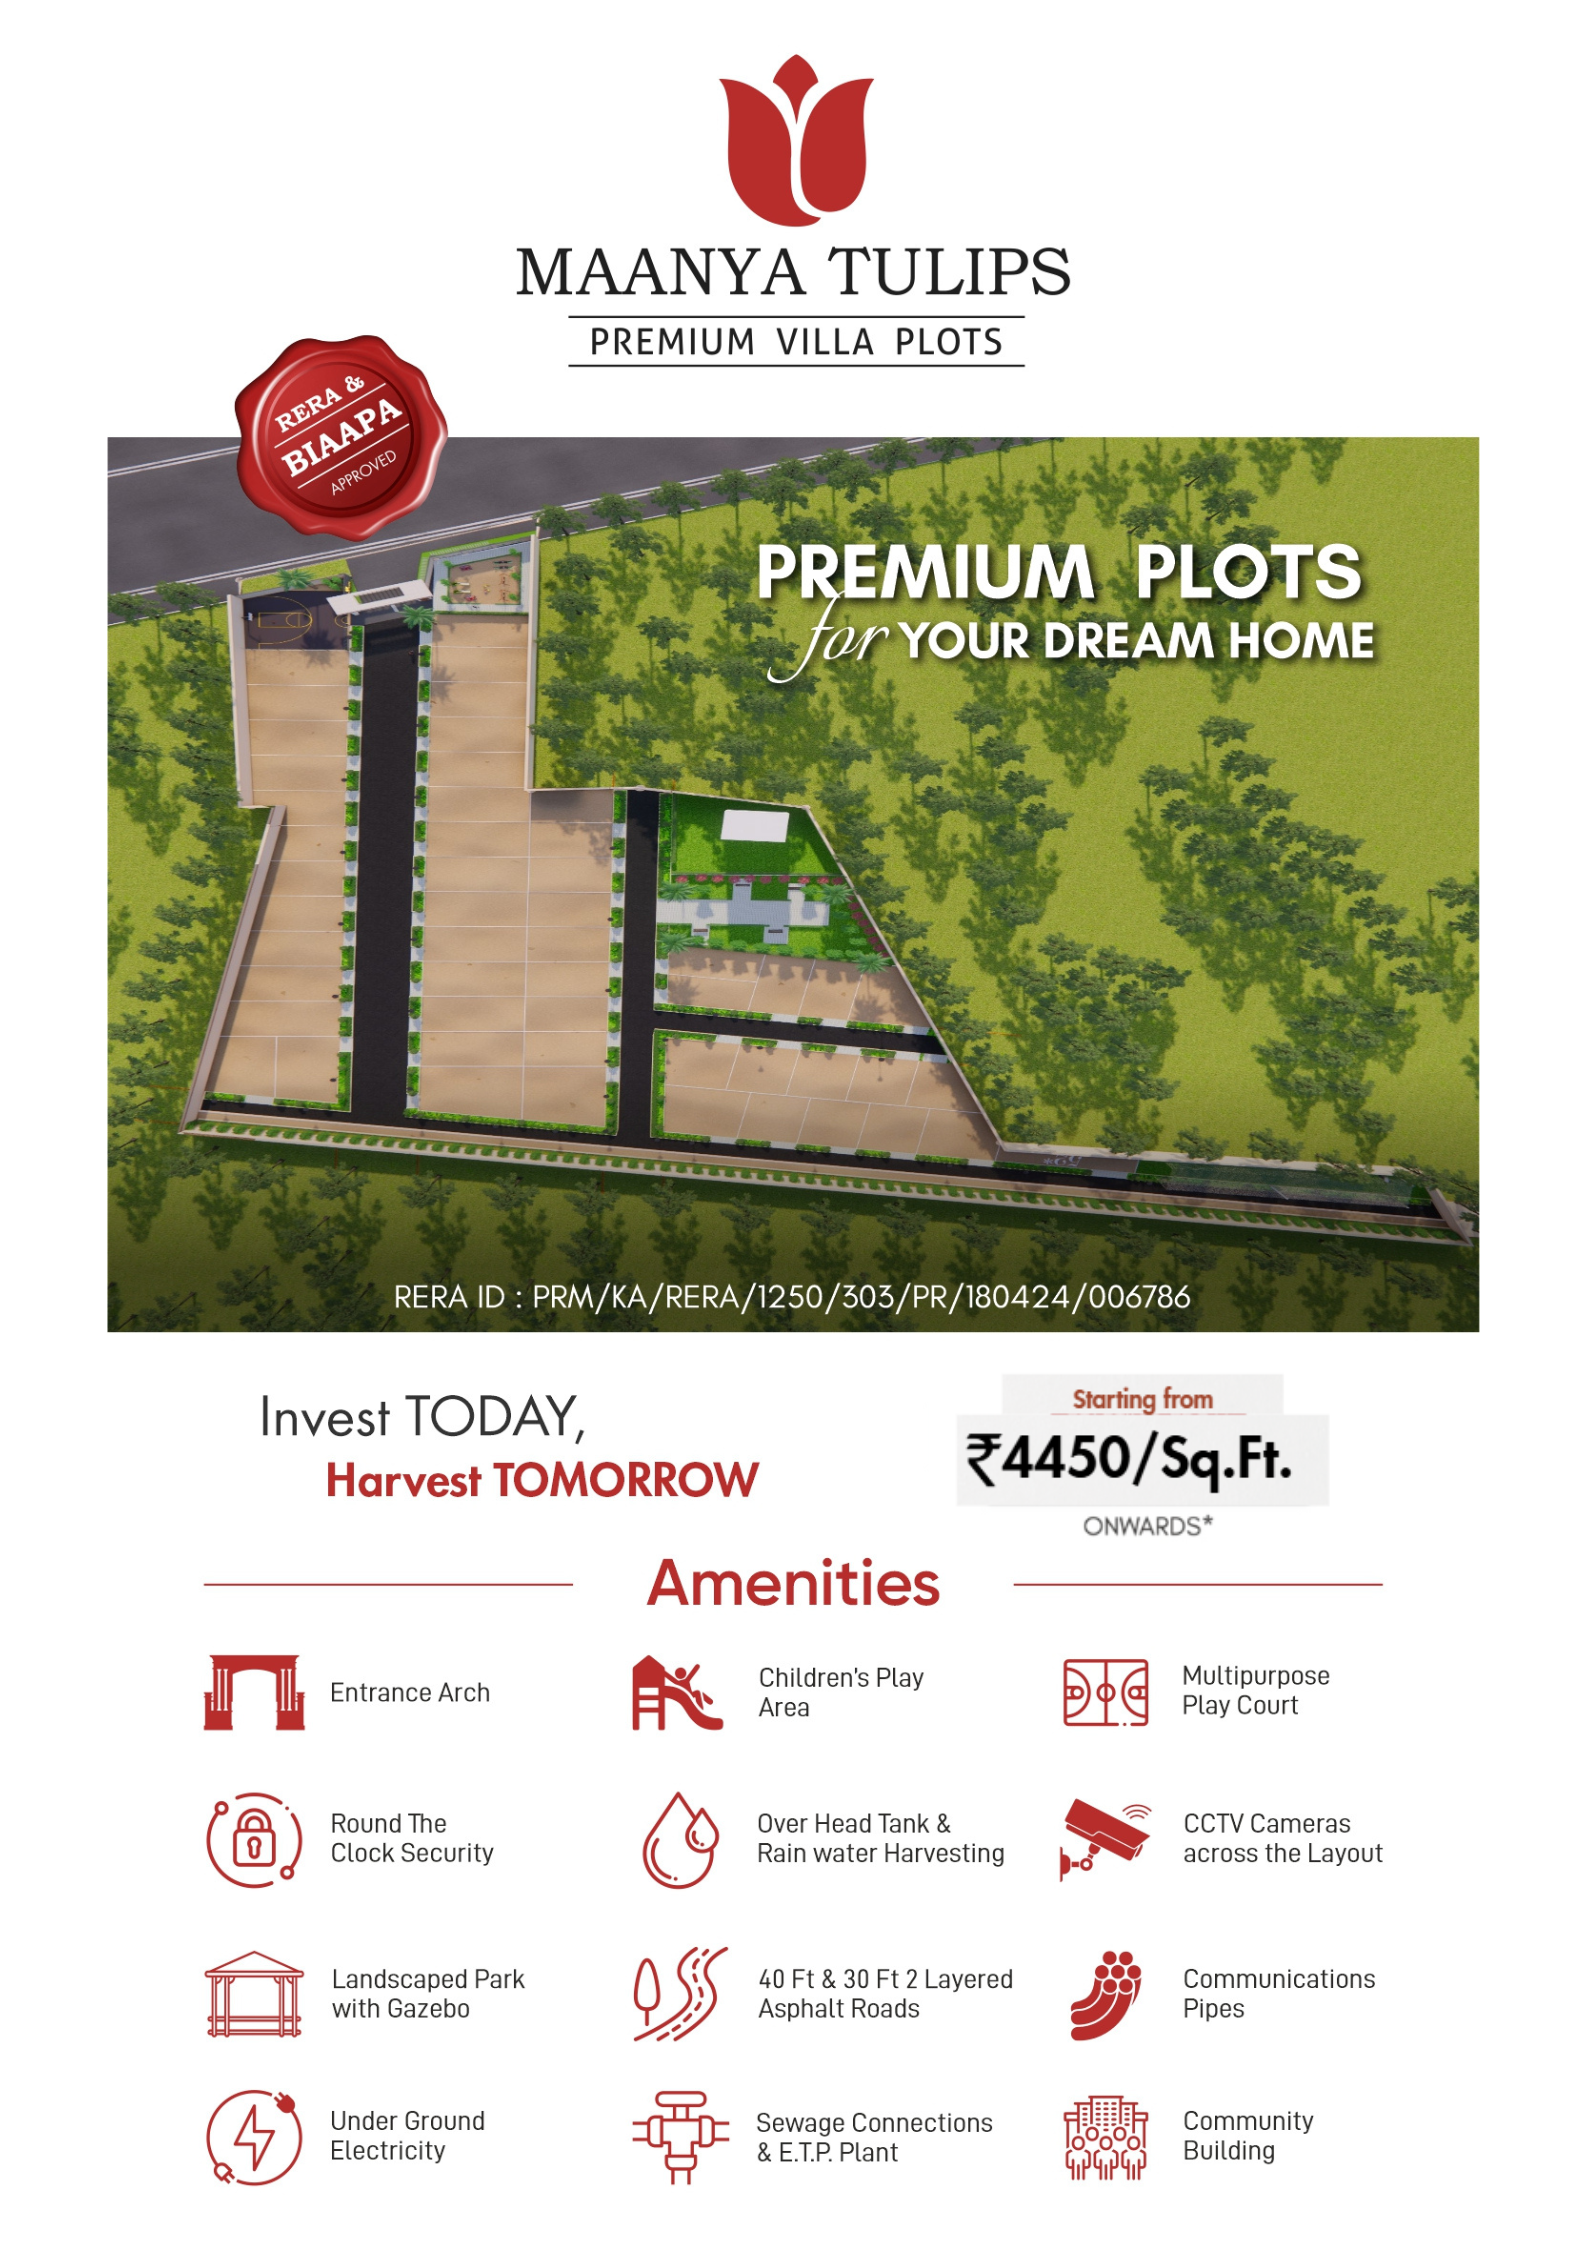 MAANYA TULIPS
PREMIUM VILLA PLOTS
RERA &
BIAAPA
APPROVED
PREMIUM PLOTS
for YOUR DREAM HOME
RERA ID : PRM/KA/RERA/1250/303/PR/180424/006786
Invest TODAY,
Harvest TOMORROW
Starting from
₹4450/Sq.Ft.
ONWARDS*
Amenities
Entrance Arch
Children's Play
Area
Multipurpose
Play Court
Round The
Clock Security
Over Head Tank &
Rain water Harvesting
CCTV Cameras
across the Layout
Landscaped Park
with Gazebo
40 Ft & 30 Ft 2 Layered
Asphalt Roads
Communications
Pipes
Under Ground
Electricity
Sewage Connections
& E.T.P. Plant
Community
Building